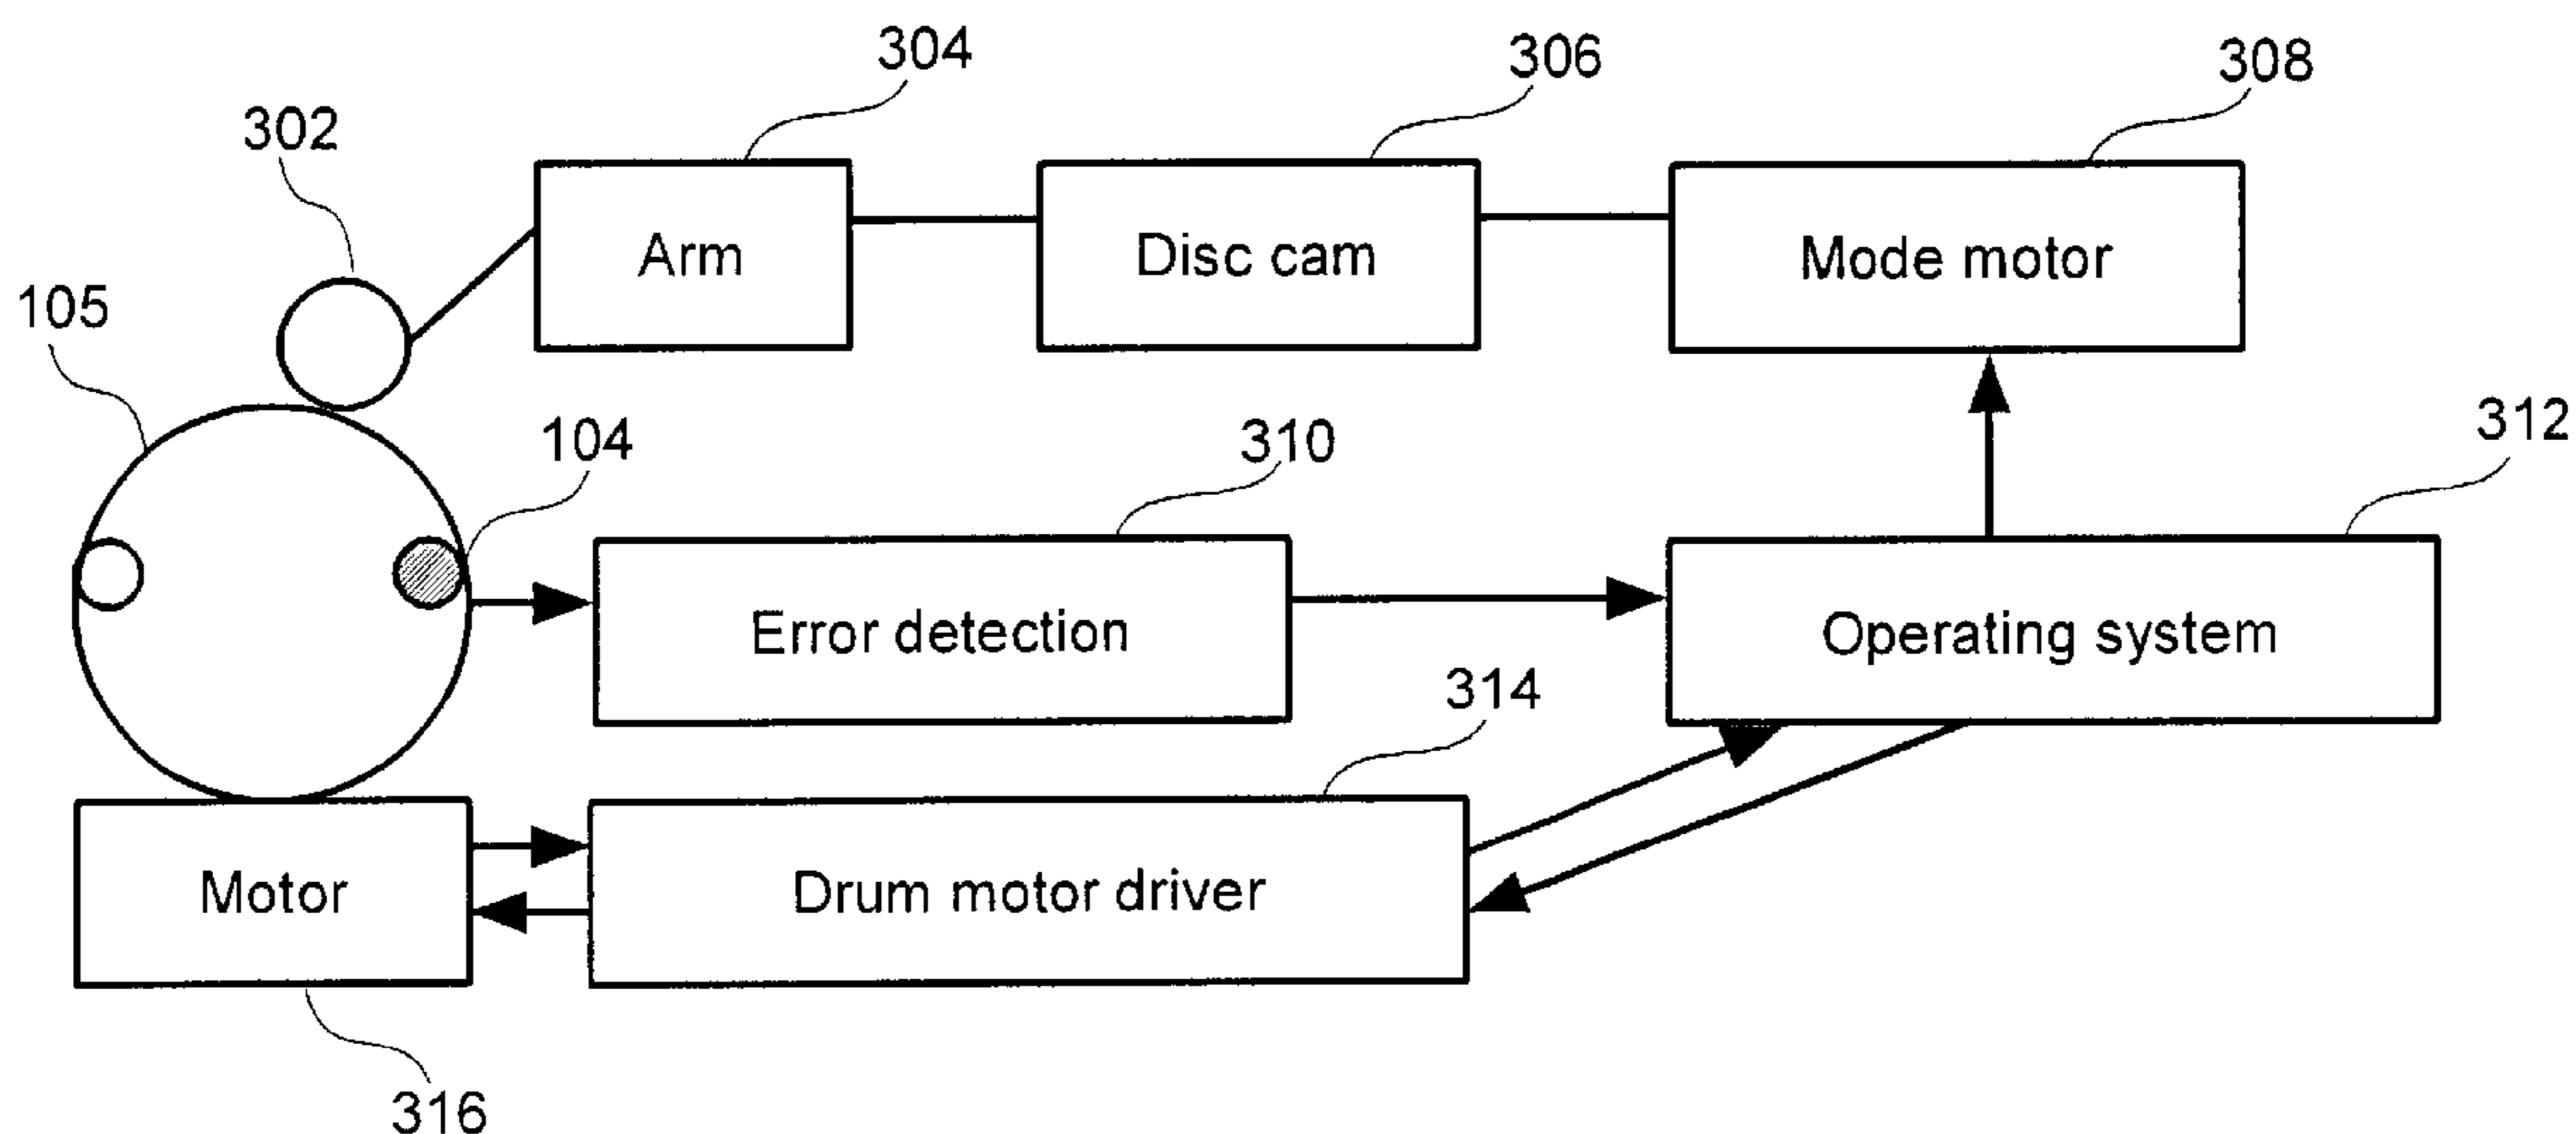 304
306
308
302
Arm
Disc cam
Mode motor
105
104
310
312
Error detection
Operating system
314
Motor
Drum motor driver
316